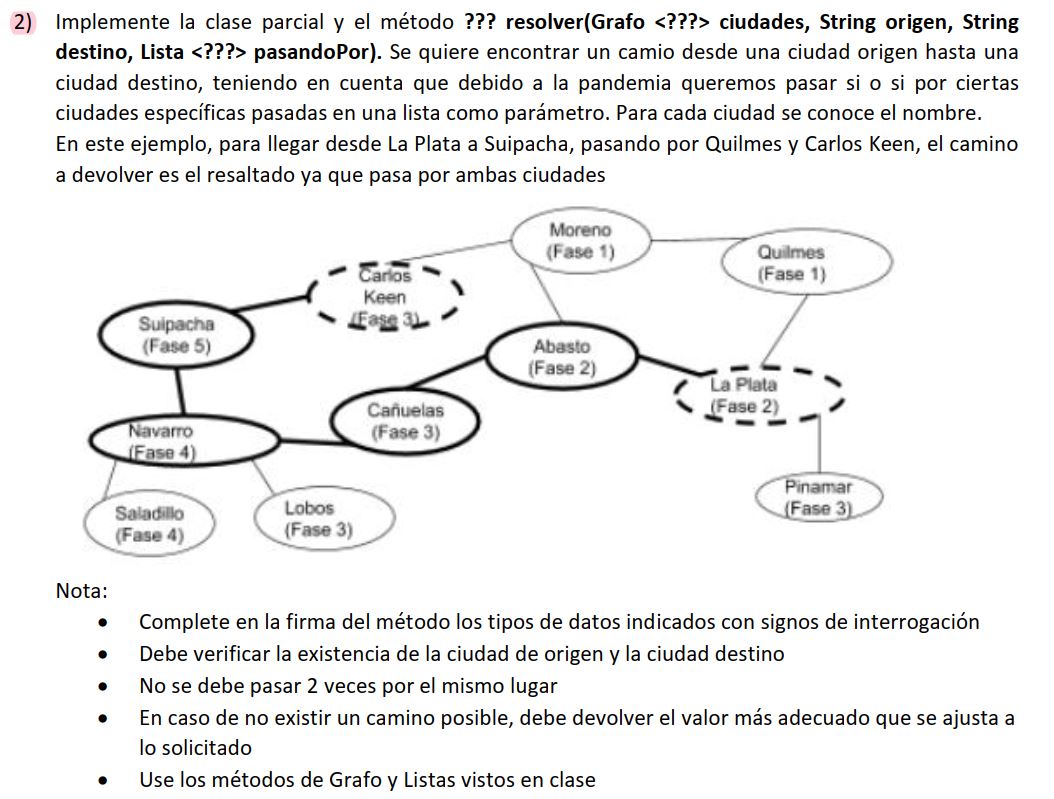 2) Implemente la clase parcial y el método ??? resolver(Grafo <???> ciudades, String origen, String
destino, Lista <???> pasandoPor). Se quiere encontrar un camio desde una ciudad origen hasta una
ciudad destino, teniendo en cuenta que debido a la pandemia queremos pasar si o si por ciertas
ciudades específicas pasadas en una lista como parámetro. Para cada ciudad se conoce el nombre.
En este ejemplo, para llegar desde La Plata a Suipacha, pasando por Quilmes y Carlos Keen, el camino
a devolver es el resaltado ya que pasa por ambas ciudades
Moreno
(Fase 1)
Quilmes
(Fase 1)
Carlos
Keen
(Fase 3)
Suipacha
(Fase 5)
Abasto
(Fase 2)
La Plata
(Fase 2)
Cañuelas
(Fase 3)
Navarro
(Fase 4)
Pinamar
(Fase 3)
Saladillo
(Fase 4)
Lobos
(Fase 3)
Nota:
• Complete en la firma del método los tipos de datos indicados con signos de interrogación
• Debe verificar la existencia de la ciudad de origen y la ciudad destino
• No se debe pasar 2 veces por el mismo lugar
• En caso de no existir un camino posible, debe devolver el valor más adecuado que se ajusta a
lo solicitado
• Use los métodos de Grafo y Listas vistos en clase